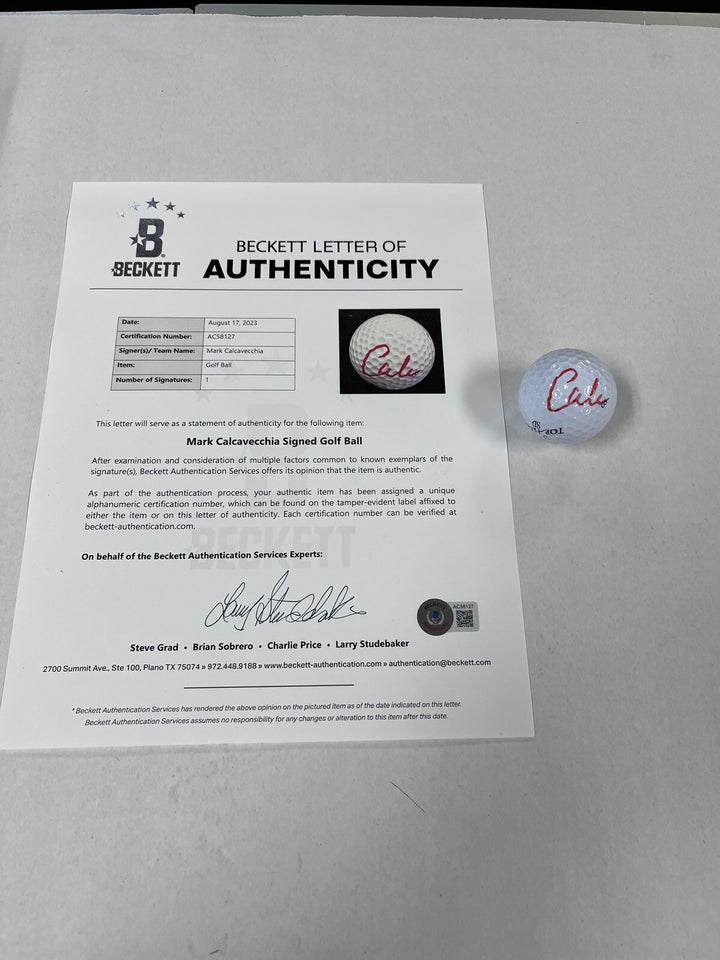 B
BECKETT
BECKETT LETTER OF
AUTHENTICITY
Date: August 17, 2023
Certification Number: AC58127
Signer(s)/ Team Name: Mark Calcavecchia
Item: Golf Ball
Number of Signatures: 1
Calc
Calc
This letter will serve as a statement of authenticity for the following item:
Mark Calcavecchia Signed Golf Ball
After examination and consideration of multiple factors common to known exemplars of the
signature(s), Beckett Authentication Services offers its opinion that the item is authentic.
As part of the authentication process, your authentic item has been assigned a unique
alphanumeric certification number, which can be found on the tamper-evident label affixed to
either the item or on this letter of authenticity. Each certification number can be verified at
beckett-authentication.com.
BECKETT
On behalf of the Beckett Authentication Services Experts:
Larry Studebaker
BECKETT
AC58127
Steve Grad • Brian Sobrero • Charlie Price • Larry Studebaker
2700 Summit Ave., Ste 100, Plano TX 75074 » 972.448.9188 » www.beckett-authentication.com » authentication@beckett.com
* Beckett Authentication Services has rendered the above opinion on the pictured item as of the date indicated on this letter.
Beckett Authentication Services assumes no responsibility for any changes or alteration to this item after this date.